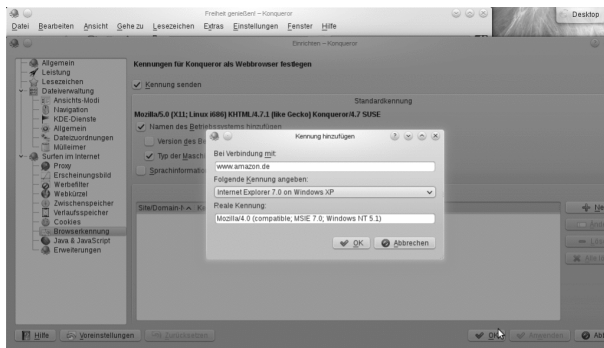 Freiheit genießen! – Konqueror
Desktop
Datei Bearbeiten Ansicht Gehe zu Lesezeichen Extras Einstellungen Fenster Hilfe
Einrichten – Konqueror
Allgemein
Leistung
Lesezeichen
Dateiverwaltung
Ansichts-Modi
Navigation
KDE-Dienste
Allgemein
Dateizuordnungen
Mülleimer
Surfen im Internet
Proxy
Erscheinungsbild
Werbefilter
Webkürzel
Zwischenspeicher
Verlaufsspeicher
Cookies
Browserkennung
Java & JavaScript
Erweiterungen
Kennungen für Konqueror als Webbrowser festlegen
Kennung senden
Standardkennung
Mozilla/5.0 (X11; Linux i686) KHTML/4.7.1 (like Gecko) Konqueror/4.7 SUSE
Namen des Betriebssystems hinzufügen
Version des
Typ der
Sprachinformatio
Site/Domain-N
Kennung hinzufügen
Bei Verbindung mit:
www.amazon.de
Folgende Kennung angeben:
Internet Explorer 7.0 on Windows XP
Reale Kennung:
Mozilla/4.0 (compatible; MSIE 7.0; Windows NT 5.1)
OK Abbrechen
Hilfe Voreinstellungen Zurücksetzen OK Anwenden Ab